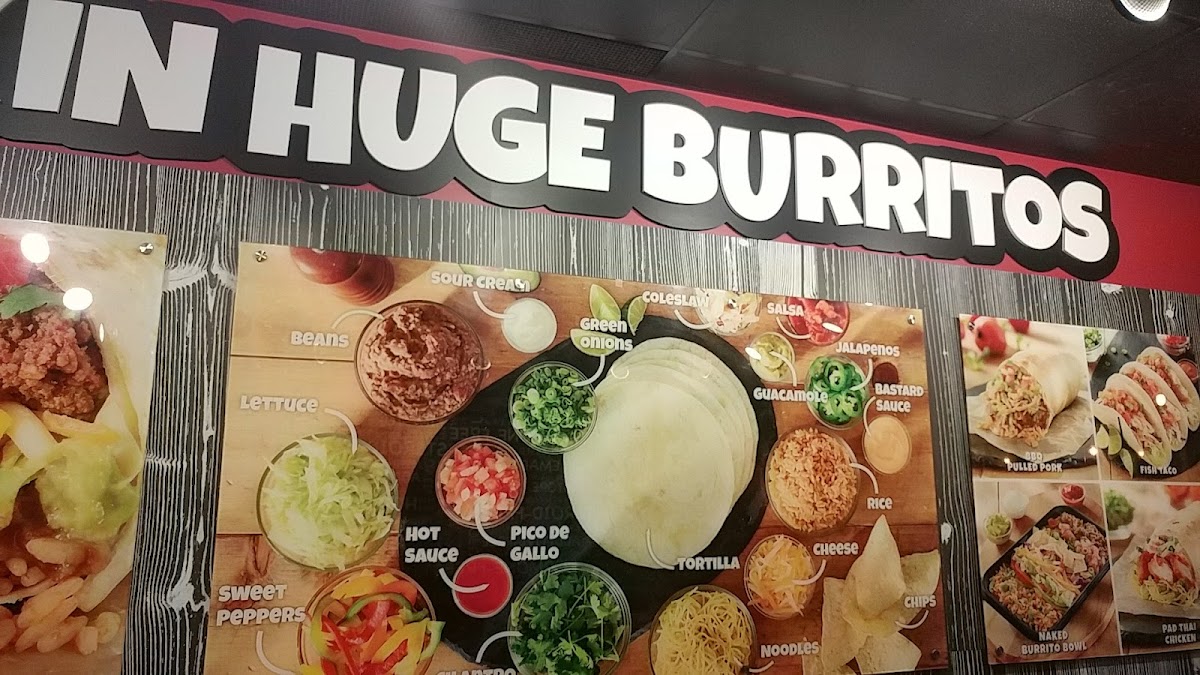 IN HUGE BURRITOS
SOUR CREAM
COLESLAW
SALSA
BEANS
GREEN
ONIONS
JALAPENOS
GUACAMOLE
BASTARD
SAUCE
LETTUCE
RICE
HOT
SAUCE
PICO DE
GALLO
TORTILLA
CHEESE
SWEET
PEPPERS
CHIPS
NOODLES
CILANTRO
BBQ
PULLED PORK
FISH TACO
NAKED
BURRITO BOWL
PAD THAI
CHICKEN